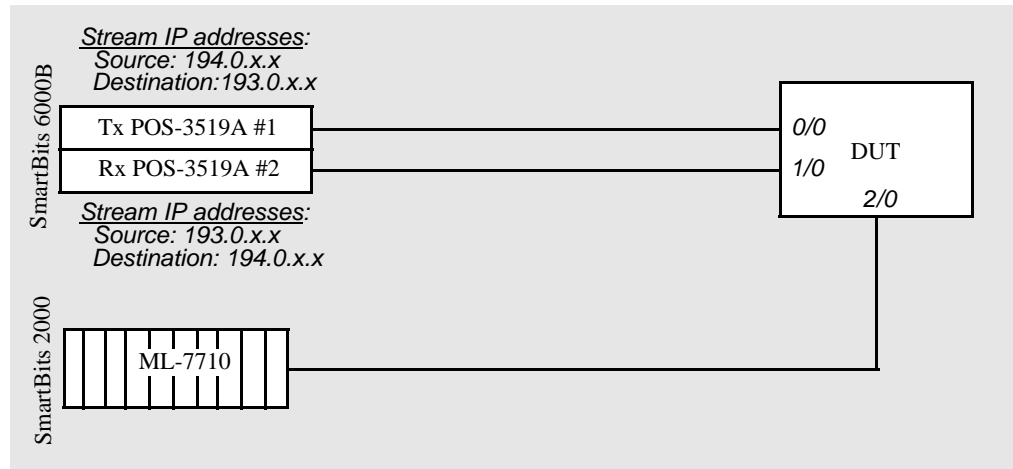 Stream IP addresses:
Source: 194.0.x.x
Destination:193.0.x.x
SmartBits 6000B
Tx POS-3519A #1
Rx POS-3519A #2
0/0
1/0
DUT
2/0
Stream IP addresses:
Source: 193.0.x.x
Destination: 194.0.x.x
SmartBits 2000
ML-7710